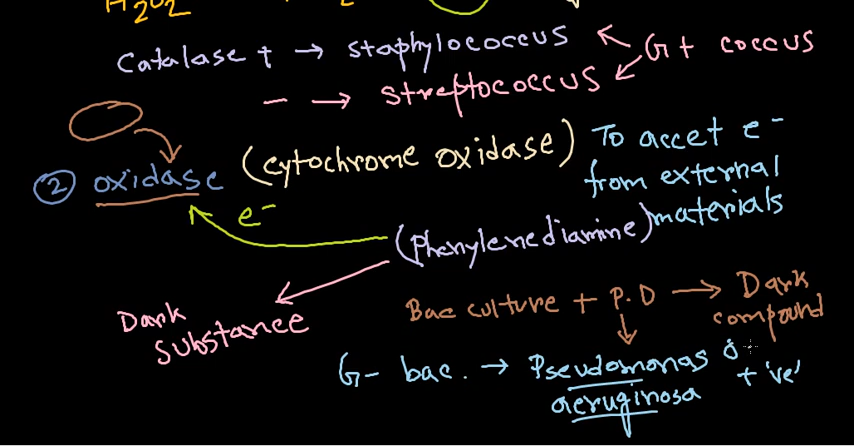 H2O2
Catalase + → staphylococcus
G+ coccus
— → streptococcus
② oxidase (cytochrome oxidase)
To accet e-
from external
materials
e-
(phenylenediamine)
Dark
substance
Bac culture + P.D → Dark
compound
G- bac. → Pseudomonas
aeruginosa
+ 've'